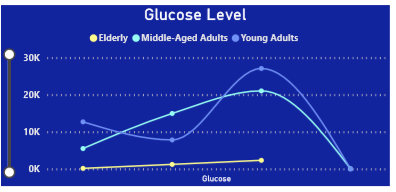 Glucose Level
Elderly Middle-Aged Adults Young Adults
30K
20K
10K
0K
Glucose